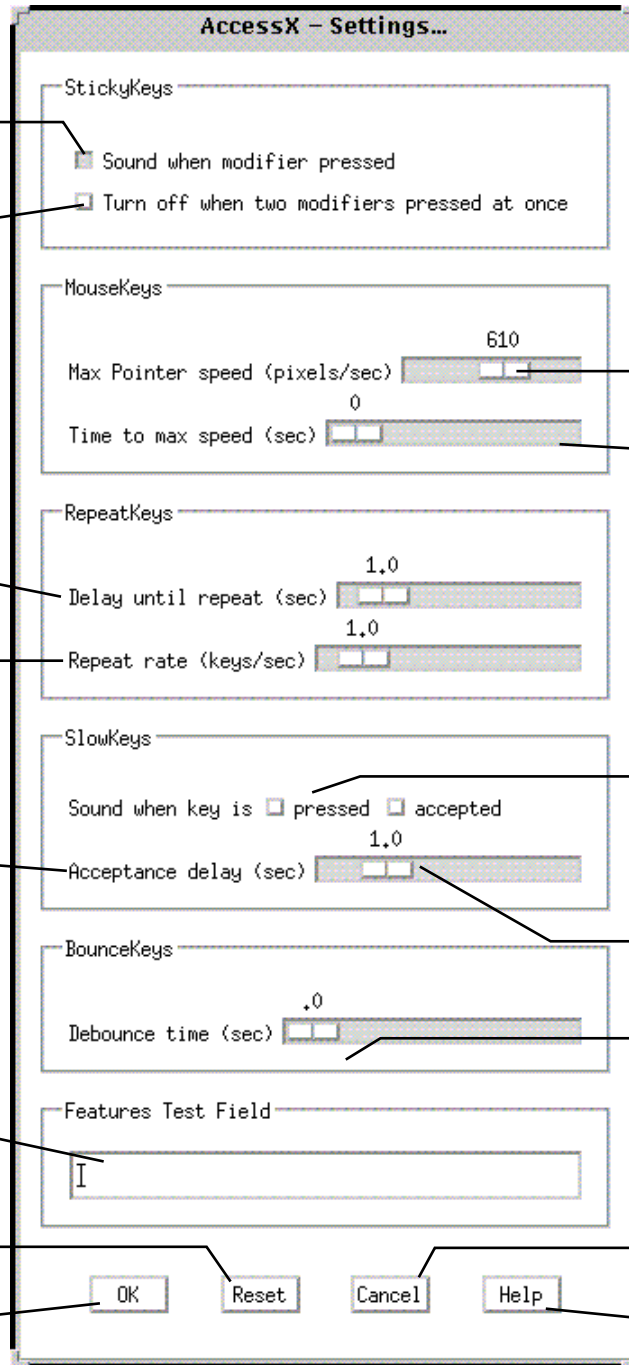 AccessX – Settings...
StickyKeys
Sound when modifier pressed
Turn off when two modifiers pressed at once
MouseKeys
610
Max Pointer speed (pixels/sec)
0
Time to max speed (sec)
RepeatKeys
1.0
Delay until repeat (sec)
1.0
Repeat rate (keys/sec)
SlowKeys
Sound when key is pressed accepted
1.0
Acceptance delay (sec)
BounceKeys
.0
Debounce time (sec)
Features Test Field
OK Reset Cancel Help